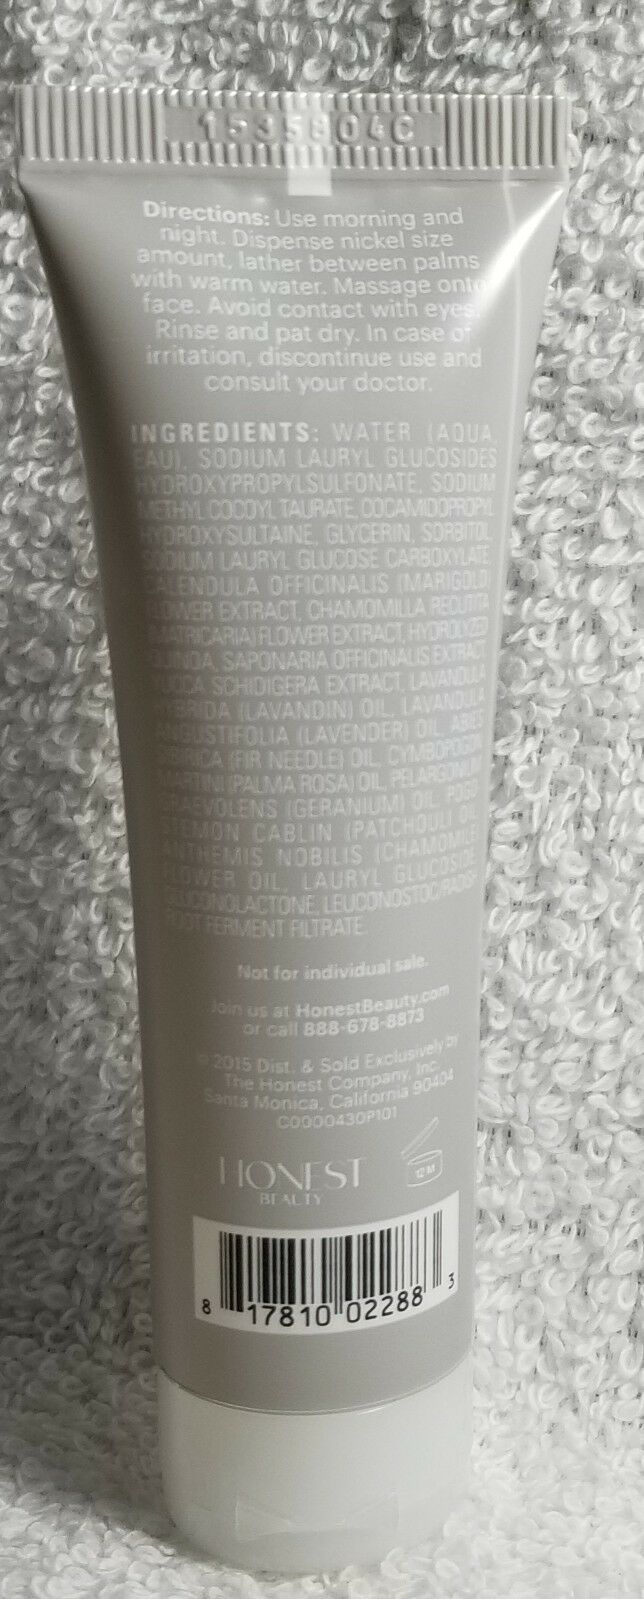 1535804C
Directions: Use morning and
night. Dispense nickel size
amount, lather between palms
with warm water. Massage onto
face. Avoid contact with eyes.
Rinse and pat dry. In case of
irritation, discontinue use and
consult your doctor.
INGREDIENTS: WATER (AQUA,
EAU), SODIUM LAURYL GLUCOSIDES
HYDROXYPROPYLSULFONATE, SODIUM
METHYL COCOYL TAURATE, COCAMIDOPROPYL
HYDROXYSULTAINE, GLYCERIN, SORBITOL,
SODIUM LAURYL GLUCOSE CARBOXYLATE,
CALENDULA OFFICINALIS (MARIGOLD)
FLOWER EXTRACT, CHAMOMILLA RECUTITA
(MATRICARIA) FLOWER EXTRACT, HYDROLYZED
QUINOA, SAPONARIA OFFICINALIS EXTRACT,
YUCCA SCHIDIGERA EXTRACT, LAVANDULA
HYBRIDA (LAVANDIN) OIL, LAVANDULA
ANGUSTIFOLIA (LAVENDER) OIL, ABIES
SIBIRICA (FIR NEEDLE) OIL, CYMBOPOGON
MARTINI (PALMA ROSA) OIL, PELARGONIUM
GRAEVOLENS (GERANIUM) OIL, POGO
STEMON CABLIN (PATCHOULI) OIL,
ANTHEMIS NOBILIS (CHAMOMILE)
FLOWER OIL, LAURYL GLUCOSIDE,
GLUCONOLACTONE, LEUCONOSTOC/RADISH
ROOT FERMENT FILTRATE.
Not for individual sale.
Join us at HonestBeauty.com
or call 888-678-8873
© 2015 Dist. & Sold Exclusively by
The Honest Company, Inc.
Santa Monica, California 90404
C0000430P101
HONEST
BEAUTY
12 M
8 17810 02288 3